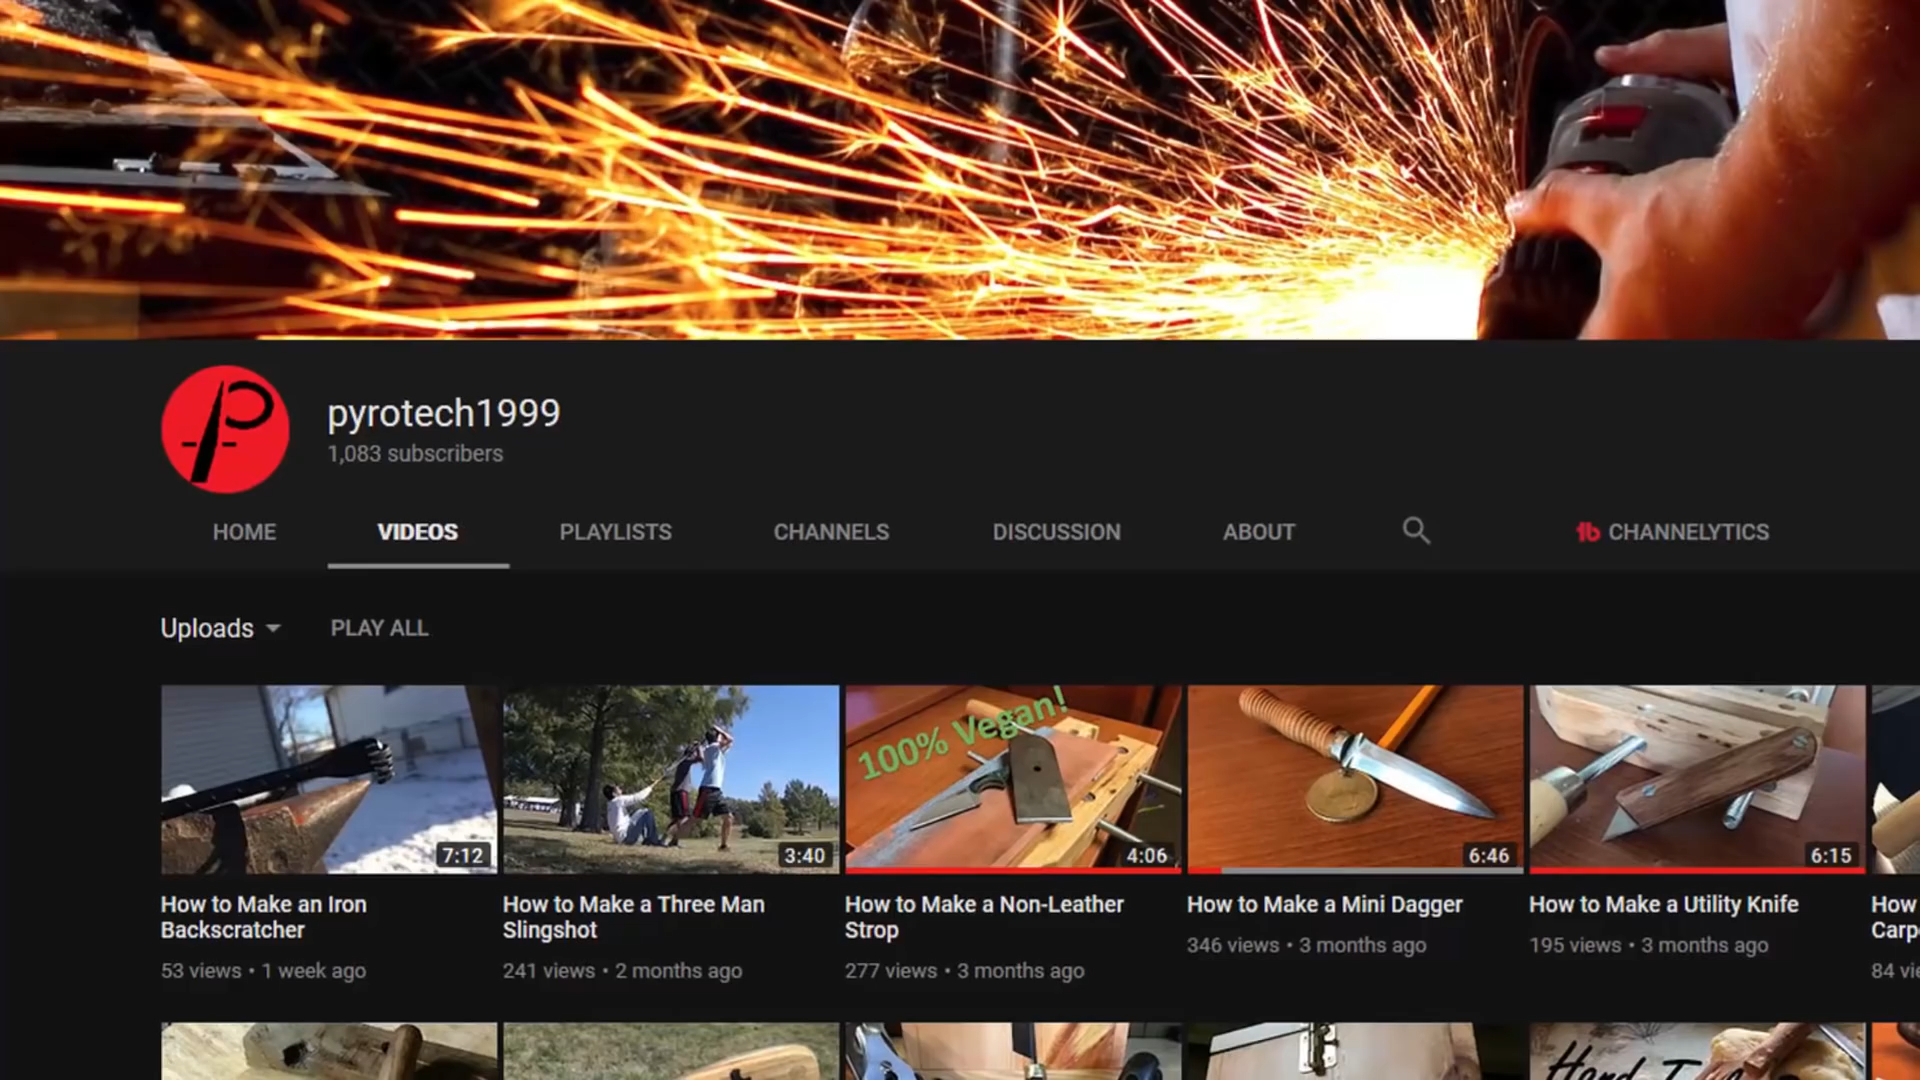 pyrotech1999
1,083 subscribers
HOME VIDEOS PLAYLISTS CHANNELS DISCUSSION ABOUT CHANNELYTICS
Uploads PLAY ALL
100% Vegan!
7:12 3:40 4:06 6:46 6:15
How to Make an Iron
Backscratcher
53 views • 1 week ago
How to Make a Three Man
Slingshot
241 views • 2 months ago
How to Make a Non-Leather
Strop
277 views • 3 months ago
How to Make a Mini Dagger
346 views • 3 months ago
How to Make a Utility Knife
195 views • 3 months ago
How
84
Hand